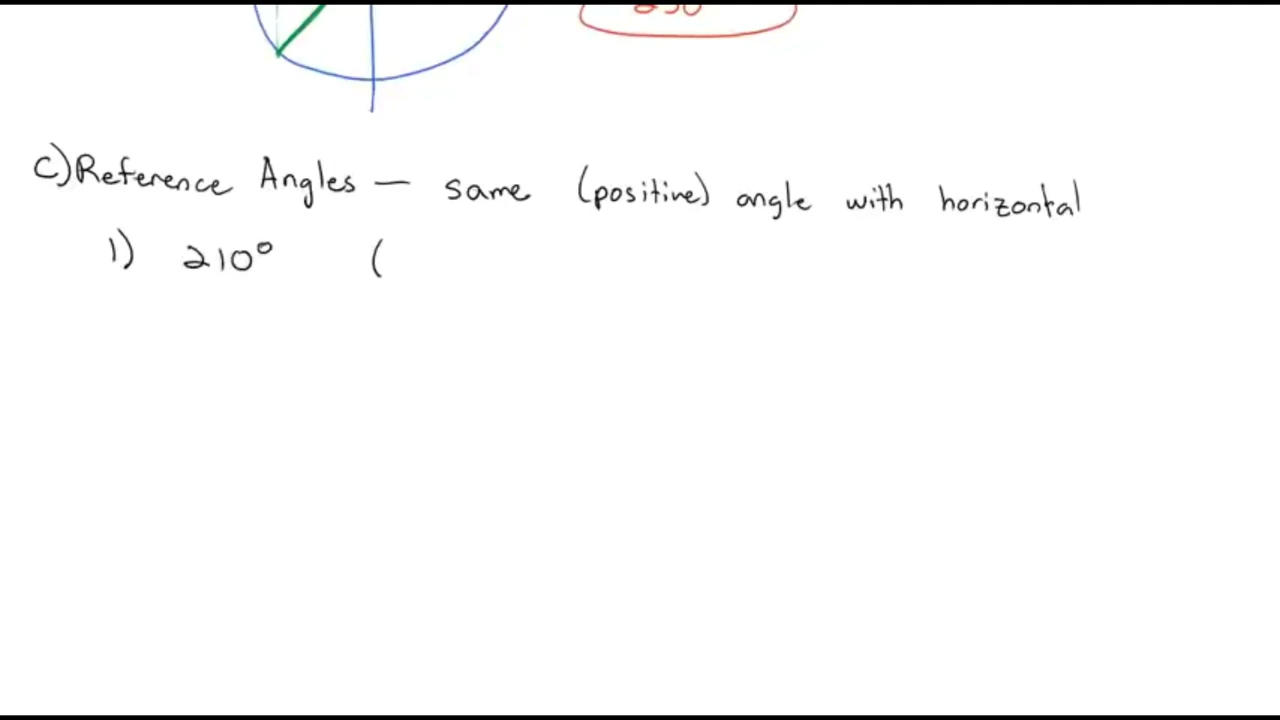 C) Reference Angles — same (positive) angle with horizontal
1) 210° (